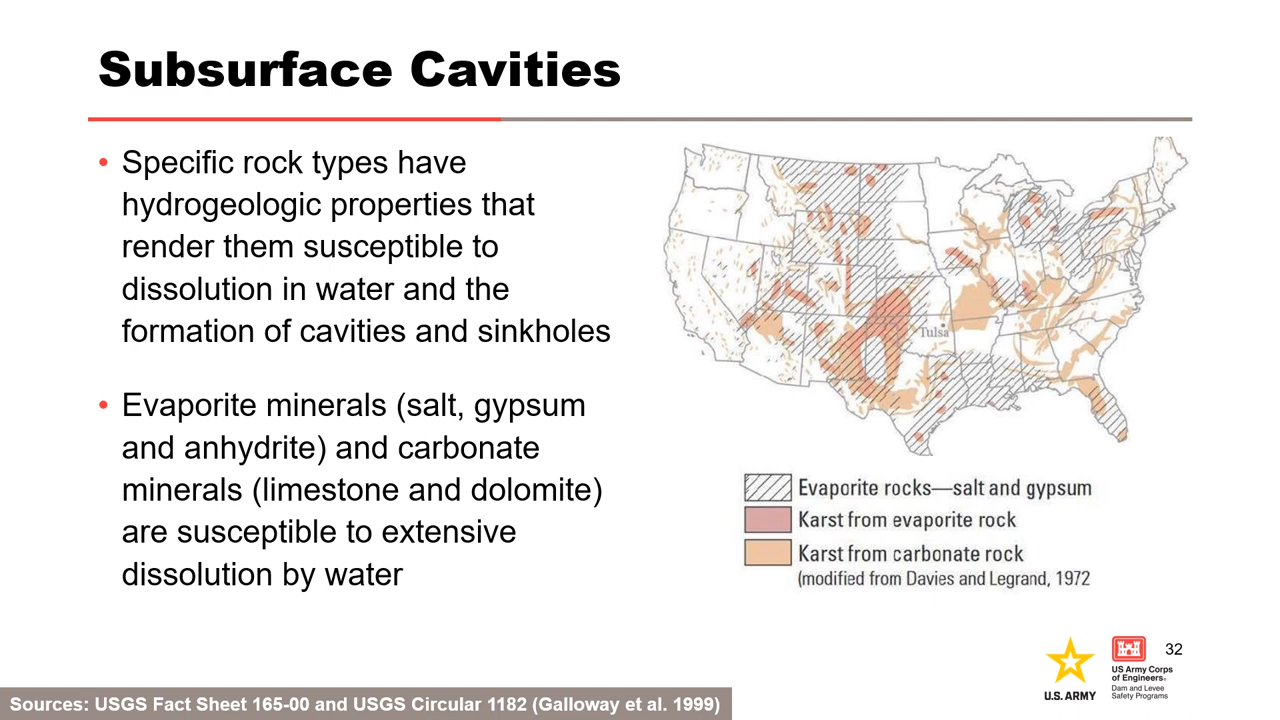 Subsurface Cavities
• Specific rock types have
hydrogeologic properties that
render them susceptible to
dissolution in water and the
formation of cavities and sinkholes
• Evaporite minerals (salt, gypsum
and anhydrite) and carbonate
minerals (limestone and dolomite)
are susceptible to extensive
dissolution by water
Tulsa
Evaporite rocks—salt and gypsum
Karst from evaporite rock
Karst from carbonate rock
(modified from Davies and Legrand, 1972
U.S. ARMY
US Army Corps
of Engineers®
Dam and Levee
Safety Programs
32
Sources: USGS Fact Sheet 165-00 and USGS Circular 1182 (Galloway et al. 1999)